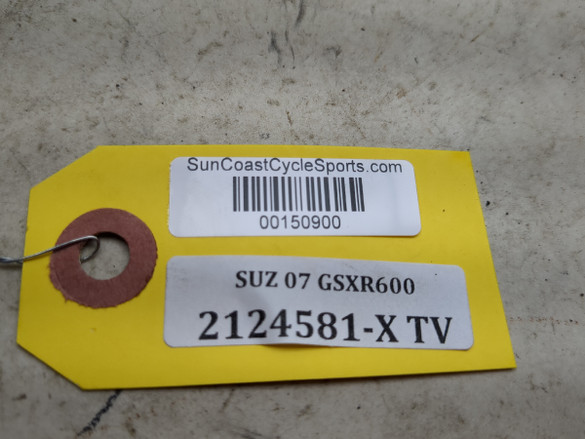 SunCoastCycleSports.com
00150900
SUZ 07 GSXR600
2124581-X TV